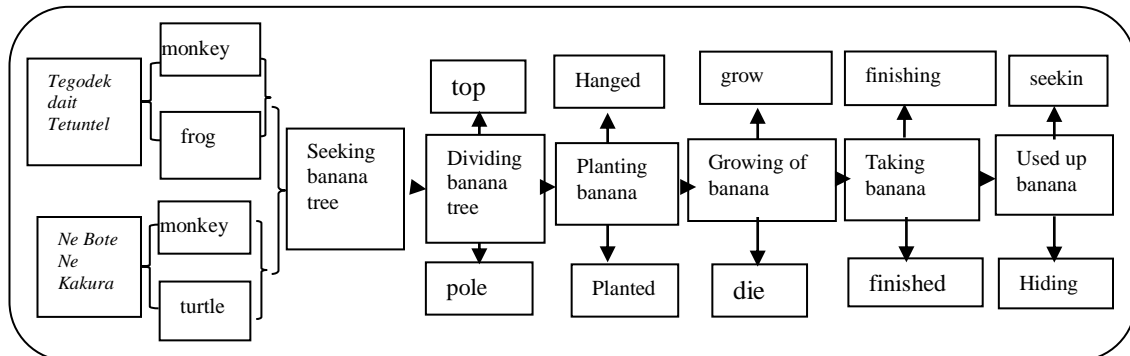 Tegodek
dait
Tetuntel
monkey
frog
Ne Bote
Ne
Kakura
monkey
turtle
Seeking
banana
tree
top
Dividing
banana
tree
pole
Hanged
Planting
banana
Planted
grow
Growing of
banana
die
finishing
Taking
banana
finished
seekin
Used up
banana
Hiding